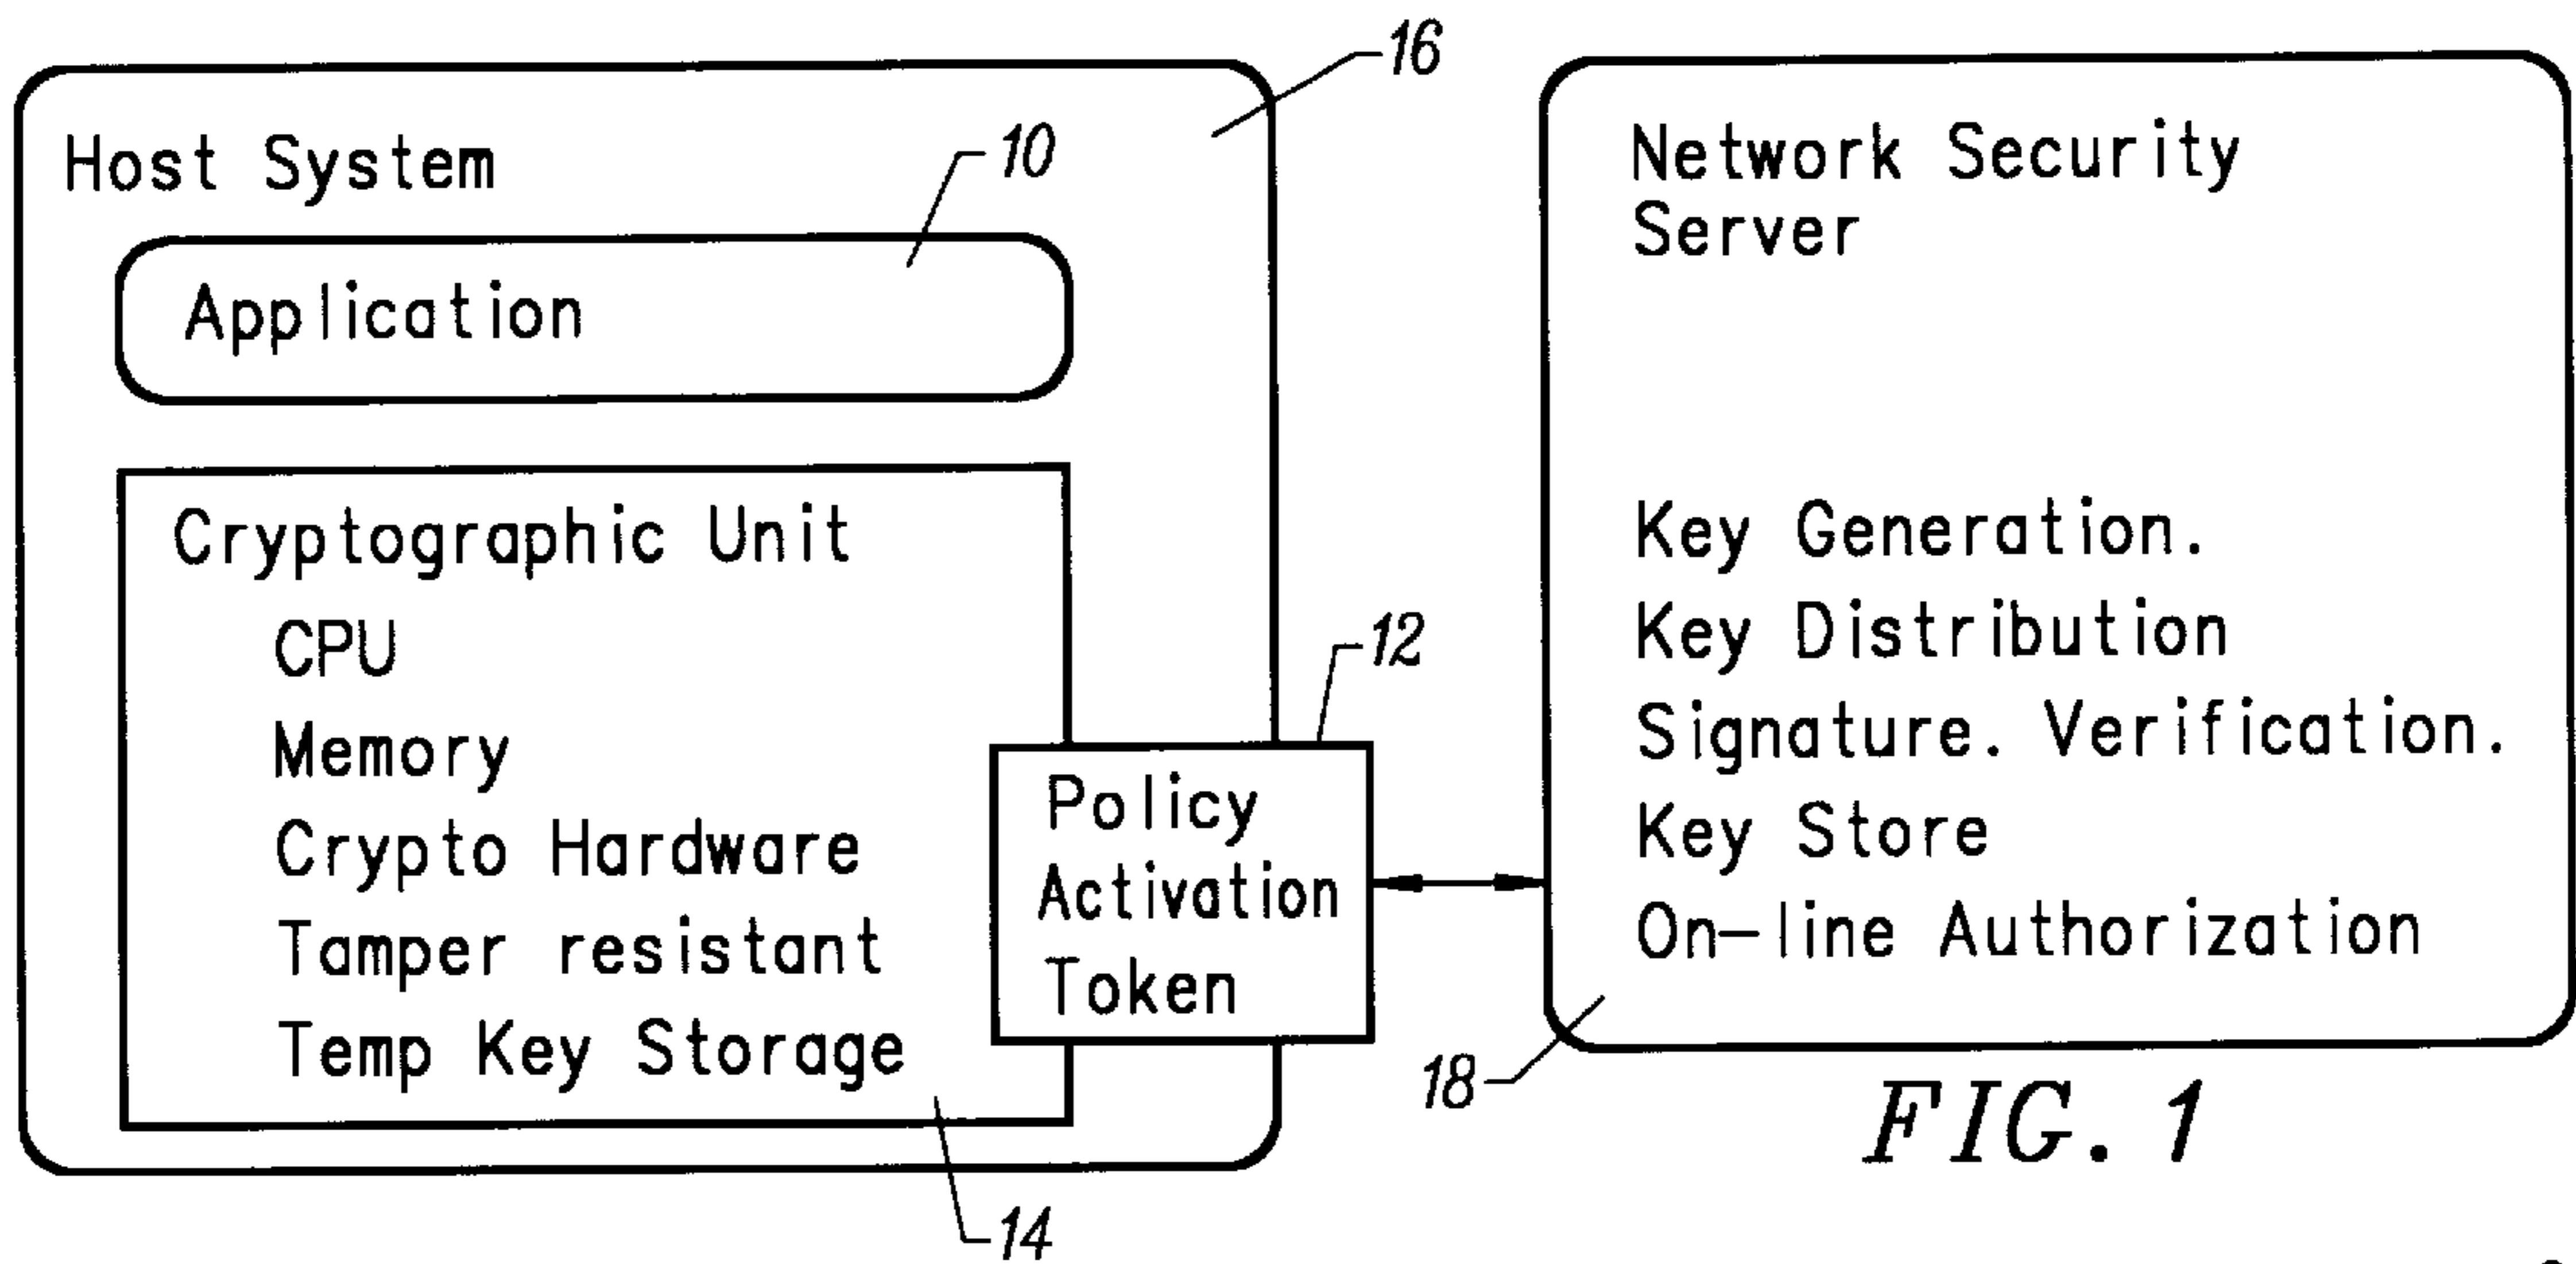 16
Host System
10
Application
Cryptographic Unit
CPU
Memory
Crypto Hardware
Tamper resistant
Temp Key Storage
14
12
Policy
Activation
Token
Network Security
Server
Key Generation.
Key Distribution
Signature. Verification.
Key Store
On-line Authorization
18
FIG. 1